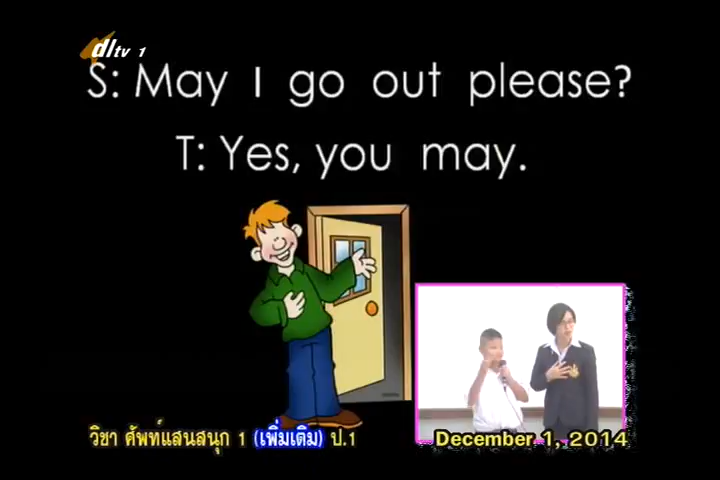 dltv 1
S: May I go out please?
T: Yes, you may.
วิชา ศัพท์แสนสนุก 1 (เพิ่มเติม) ป.1
December 1, 2014